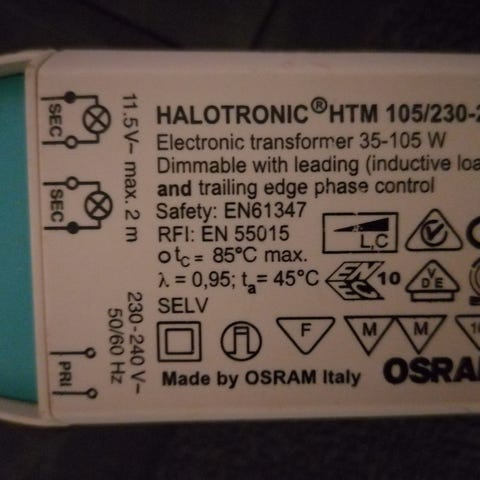 HALOTRONIC®HTM 105/230-2
Electronic transformer 35-105 W
Dimmable with leading (inductive loa
and trailing edge phase control
Safety: EN61347
RFI: EN 55015
tc = 85°C max.
λ = 0,95; ta= 45°C
SELV
L,C
10
VDE
F
M
M
Made by OSRAM Italy
OSRAM
SEC
SEC
11.5V~ max. 2 m
230-240 V~
50/60 Hz
PRI